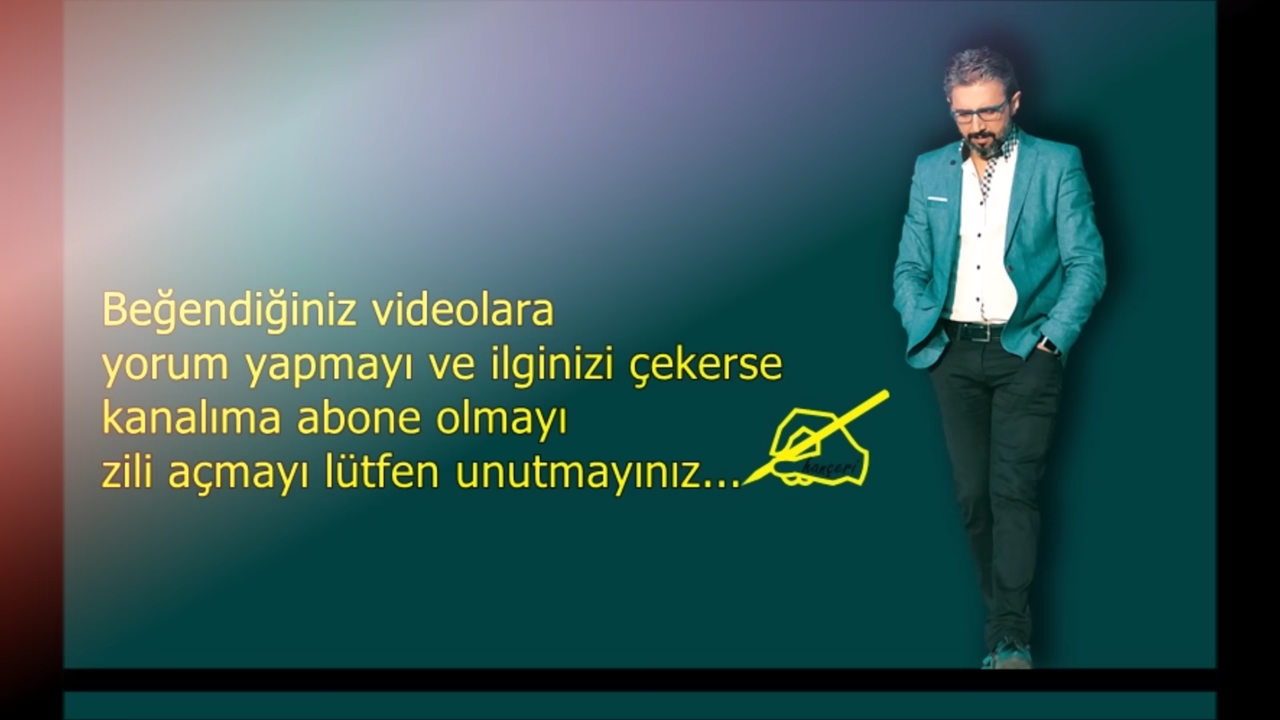 Beğendiğiniz videolara
yorum yapmayı ve ilginizi çekerse
kanalıma abone olmayı
zili açmayı lütfen unutmayınız...